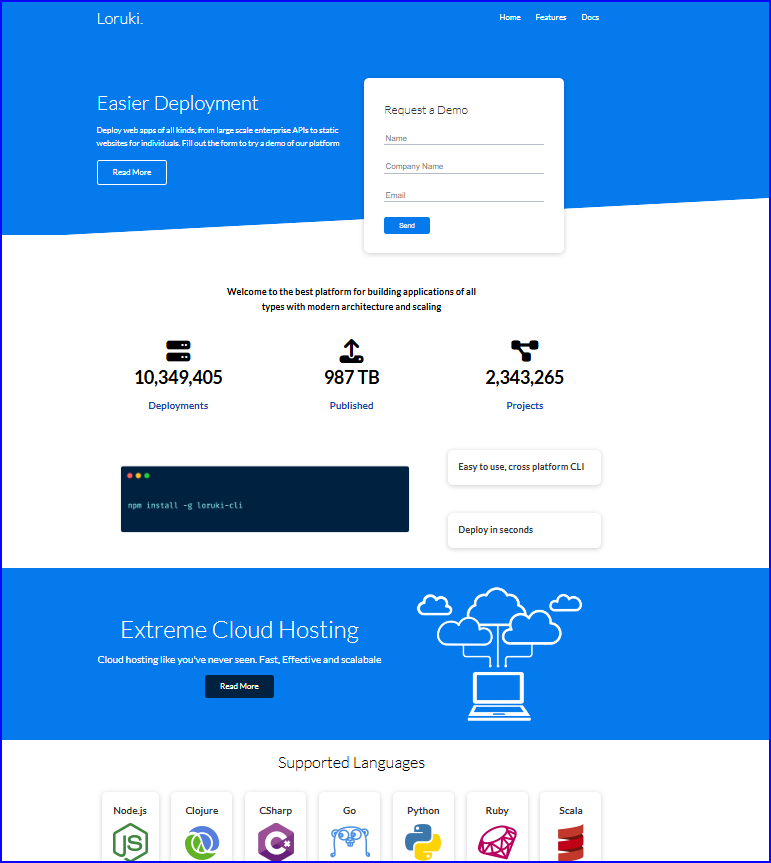 Loruki.
Home Features Docs
Easier Deployment
Deploy web apps of all kinds, from large scale enterprise APIs to static
websites for individuals. Fill out the form to try a demo of our platform
Read More
Request a Demo
Name
Company Name
Email
Send
Welcome to the best platform for building applications of all
types with modern architecture and scaling
10,349,405 987 TB 2,343,265
Deployments Published Projects
npm install -g loruki-cli
Easy to use, cross platform CLI
Deploy in seconds
Extreme Cloud Hosting
Cloud hosting like you've never seen. Fast, Effective and scalabale
Read More
Supported Languages
Node.js Clojure CSharp Go Python Ruby Scala
JS C#